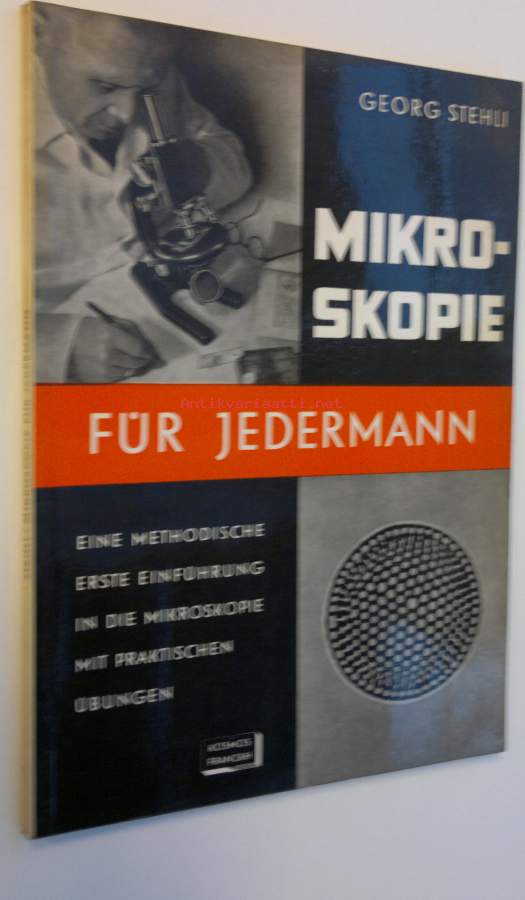 GEORG STEHLI
MIKRO-
SKOPIE
Antikvariaatti.net
FÜR JEDERMANN
EINE METHODISCHE
ERSTE EINFÜHRUNG
IN DIE MIKROSKOPIE
MIT PRAKTISCHEN
ÜBUNGEN
KOSMOS
FRANCKH